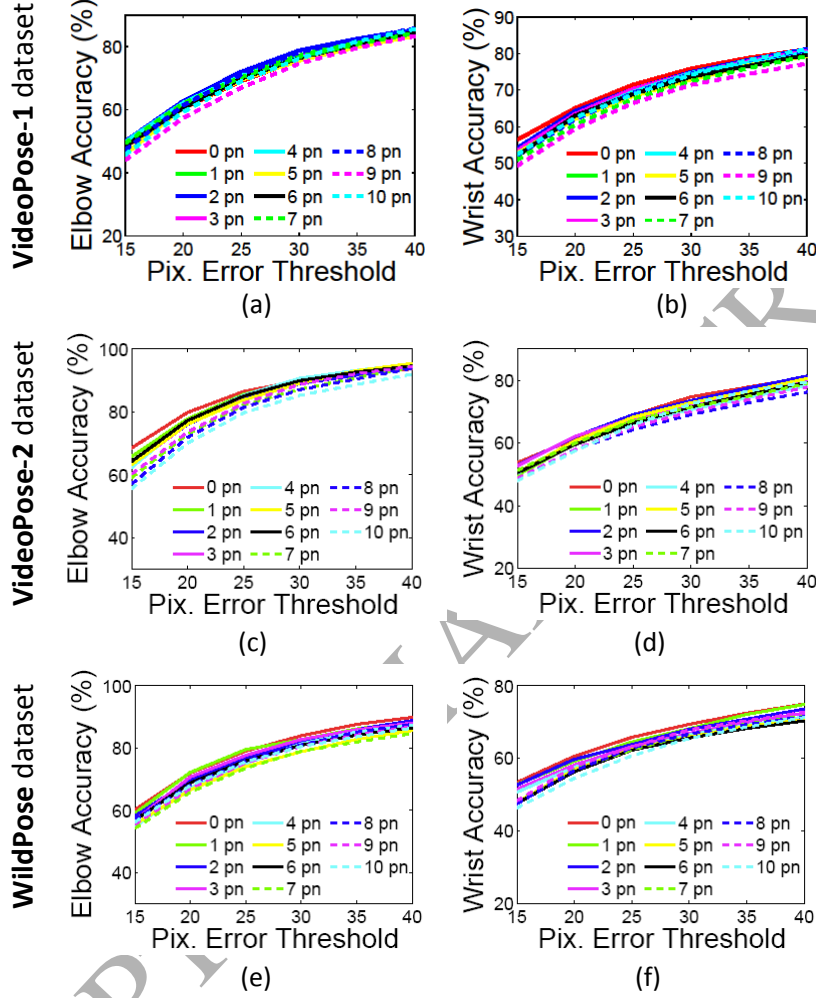 VideoPose-1 dataset
Elbow Accuracy (%)
80
60
40
20
0 pn 4 pn 8 pn
1 pn 5 pn 9 pn
2 pn 6 pn 10 pn
3 pn 7 pn
15 20 25 30 35 40
Pix. Error Threshold
(a)
Wrist Accuracy (%)
90
80
70
60
50
40
30
0 pn 4 pn 8 pn
1 pn 5 pn 9 pn
2 pn 6 pn 10 pn
3 pn 7 pn
15 20 25 30 35 40
Pix. Error Threshold
(b)
VideoPose-2 dataset
Elbow Accuracy (%)
100
80
60
40
0 pn 4 pn 8 pn
1 pn 5 pn 9 pn
2 pn 6 pn 10 pn
3 pn 7 pn
15 20 25 30 35 40
Pix. Error Threshold
(c)
Wrist Accuracy (%)
80
60
40
20
0 pn 4 pn 8 pn
1 pn 5 pn 9 pn
2 pn 6 pn 10 pn
3 pn 7 pn
15 20 25 30 35 40
Pix. Error Threshold
(d)
WildPose dataset
Elbow Accuracy (%)
100
80
60
40
0 pn 4 pn 8 pn
1 pn 5 pn 9 pn
2 pn 6 pn 10 pn
3 pn 7 pn
15 20 25 30 35 40
Pix. Error Threshold
(e)
Wrist Accuracy (%)
80
60
40
20
0 pn 4 pn 8 pn
1 pn 5 pn 9 pn
2 pn 6 pn 10 pn
3 pn 7 pn
15 20 25 30 35 40
Pix. Error Threshold
(f)